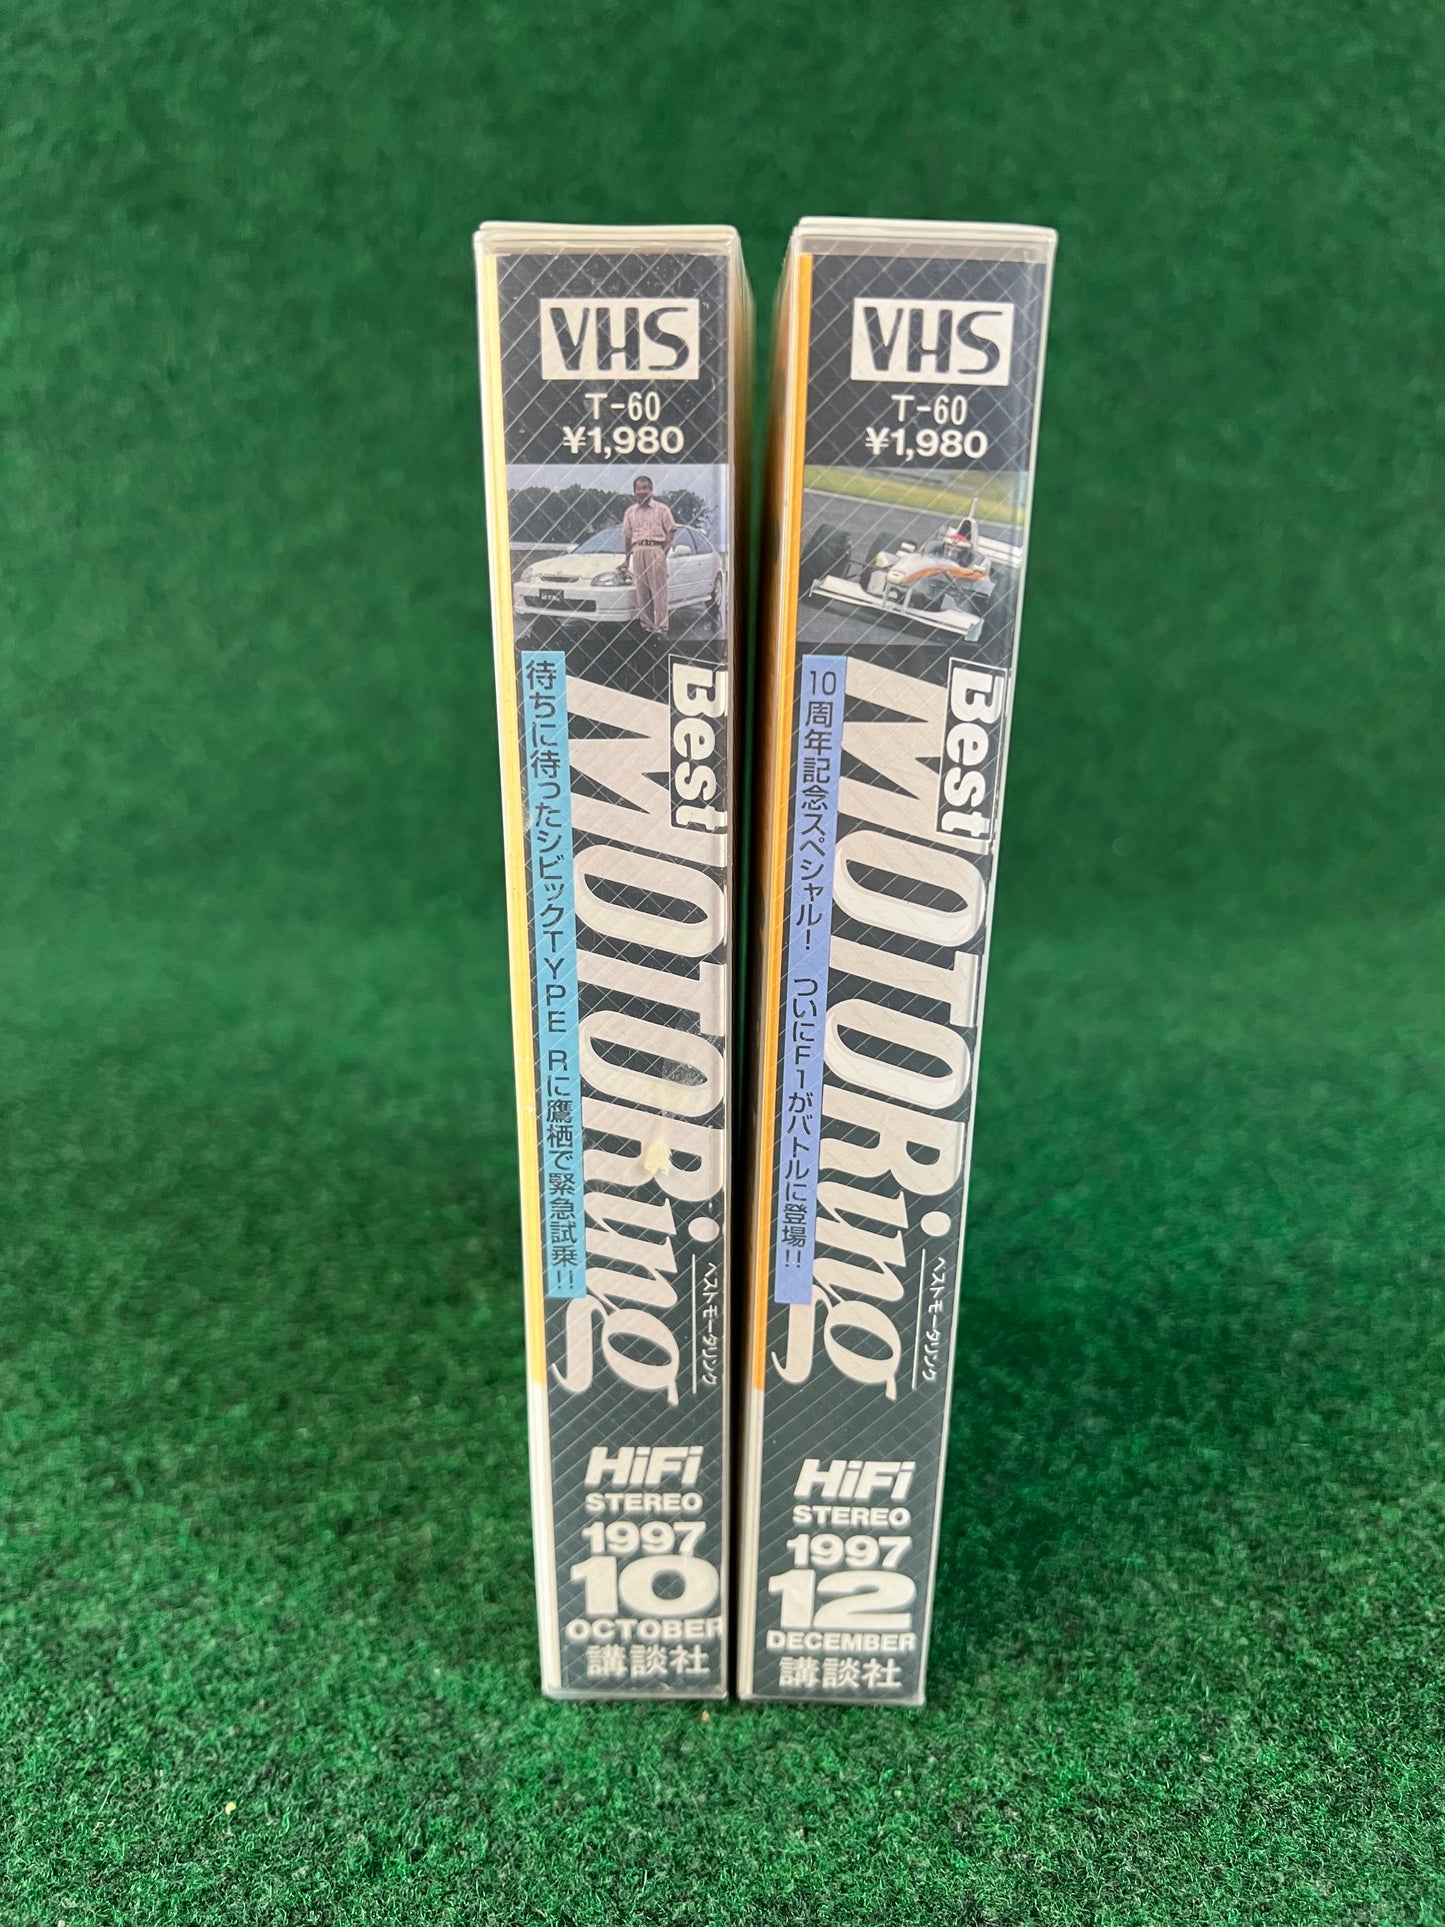 VHS
T-60
¥1,980
待ちに待ったシビックTYPE Rに鷹栖で緊急試乗!!
Best
MOTORing
ベストモータリング
HiFi
STEREO
1997
10
OCTOBER
講談社
VHS
T-60
¥1,980
10周年記念スペシャル! ついにF1がバトルに登場!!
Best
MOTORing
ベストモータリング
HiFi
STEREO
1997
12
DECEMBER
講談社